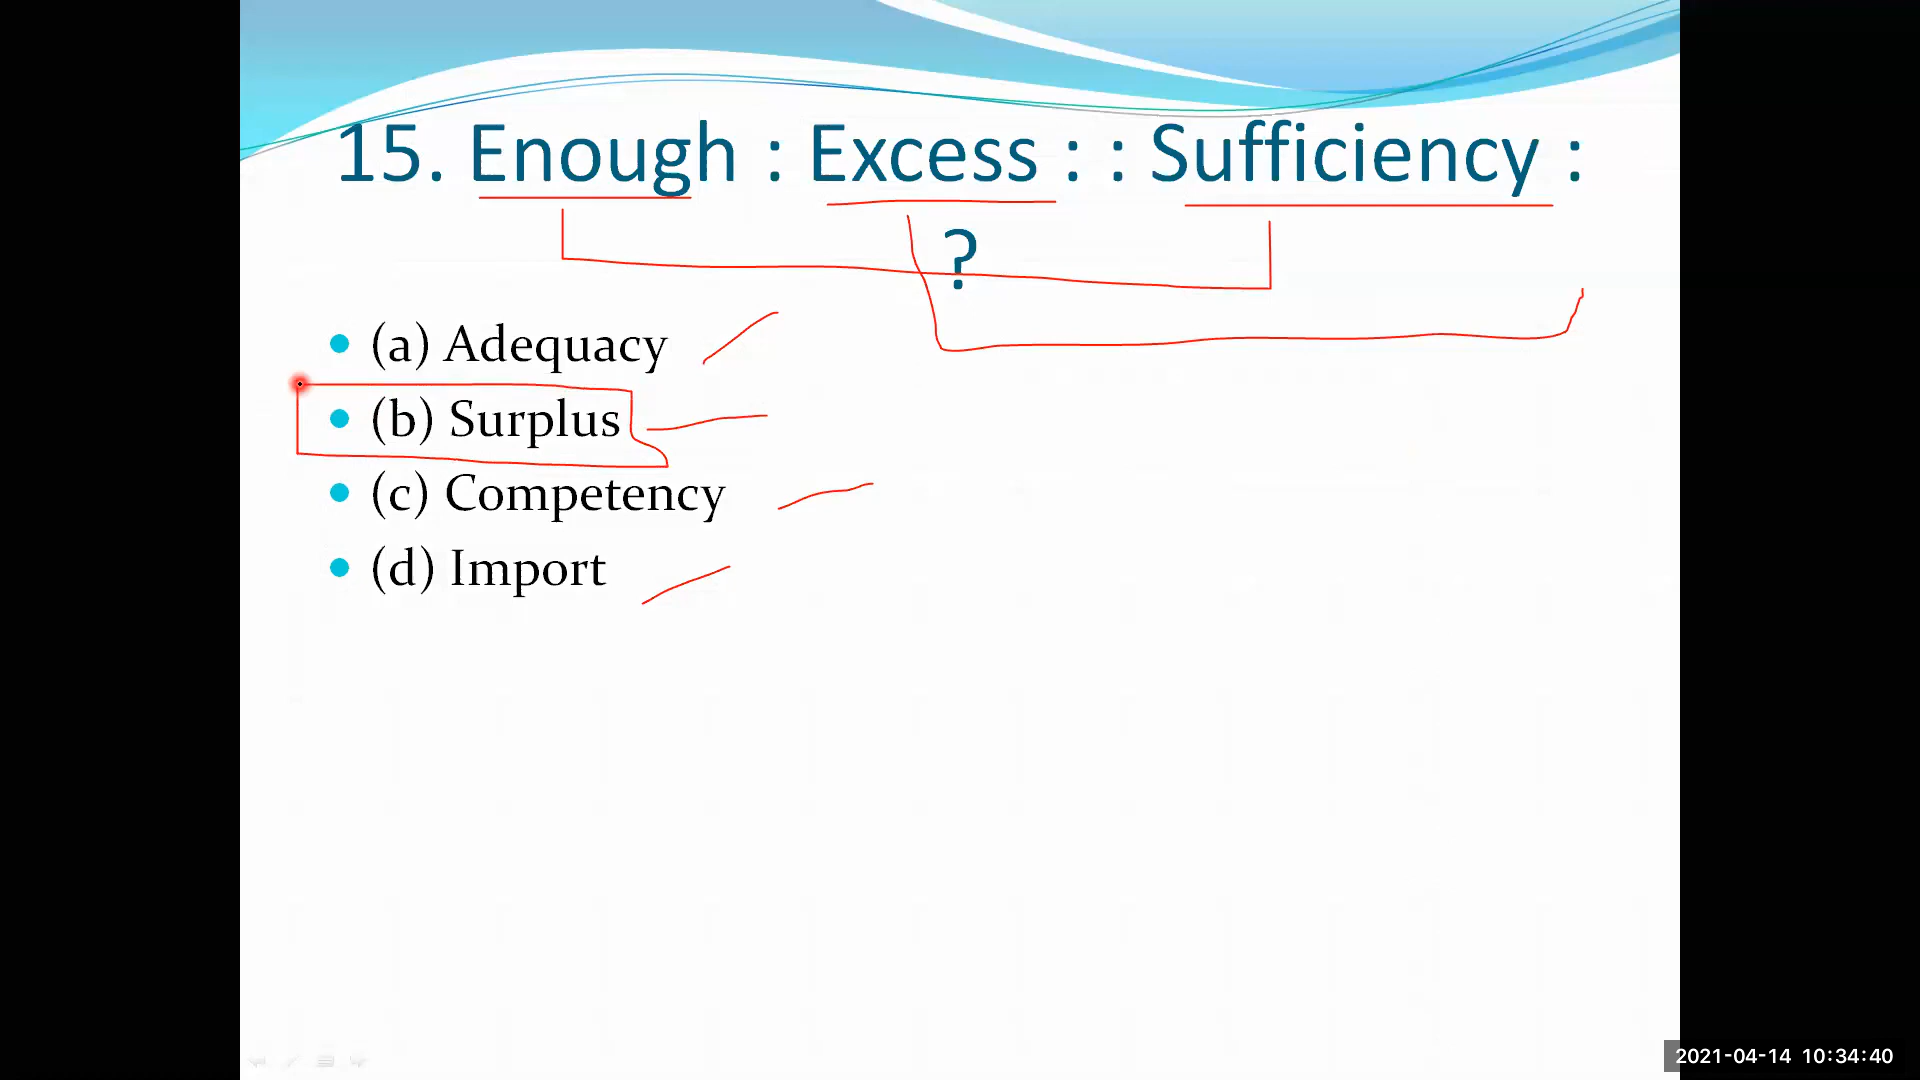 15. Enough : Excess : : Sufficiency :
?
(a) Adequacy
(b) Surplus
(c) Competency
(d) Import
2021-04-14 10:34:40